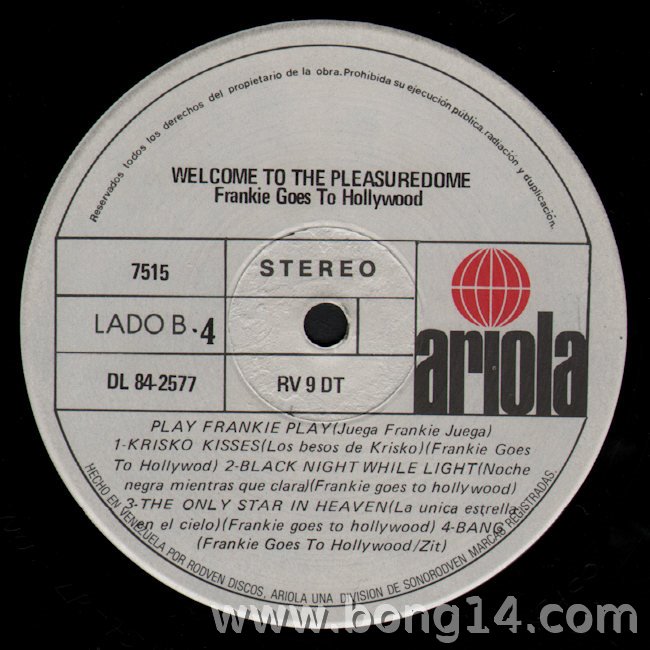 Reservados todos los derechos del propietario de la obra. Prohibida su ejecución pública, radiación y duplicación.
WELCOME TO THE PLEASUREDOME
Frankie Goes To Hollywood
7515
STEREO
LADO B.4
DL 84-2577
RV 9 DT
ariola
PLAY FRANKIE PLAY(Juega Frankie Juega)
1-KRISKO KISSES(Los besos de Krisko)(Frankie Goes
To Hollywod) 2-BLACK NIGHT WHILE LIGHT(Noche
negra mientras que clara)(Frankie goes to hollywood)
3-THE ONLY STAR IN HEAVEN(La unica estrella
en el cielo)(Frankie goes to hollywood) 4-BANG
(Frankie Goes To Hollywood/Zit)
HECHO EN VENEZUELA POR RODVEN DISCOS. ARIOLA UNA DIVISION DE SONORODVEN MARCAS REGISTRADAS.
www.bong14.com